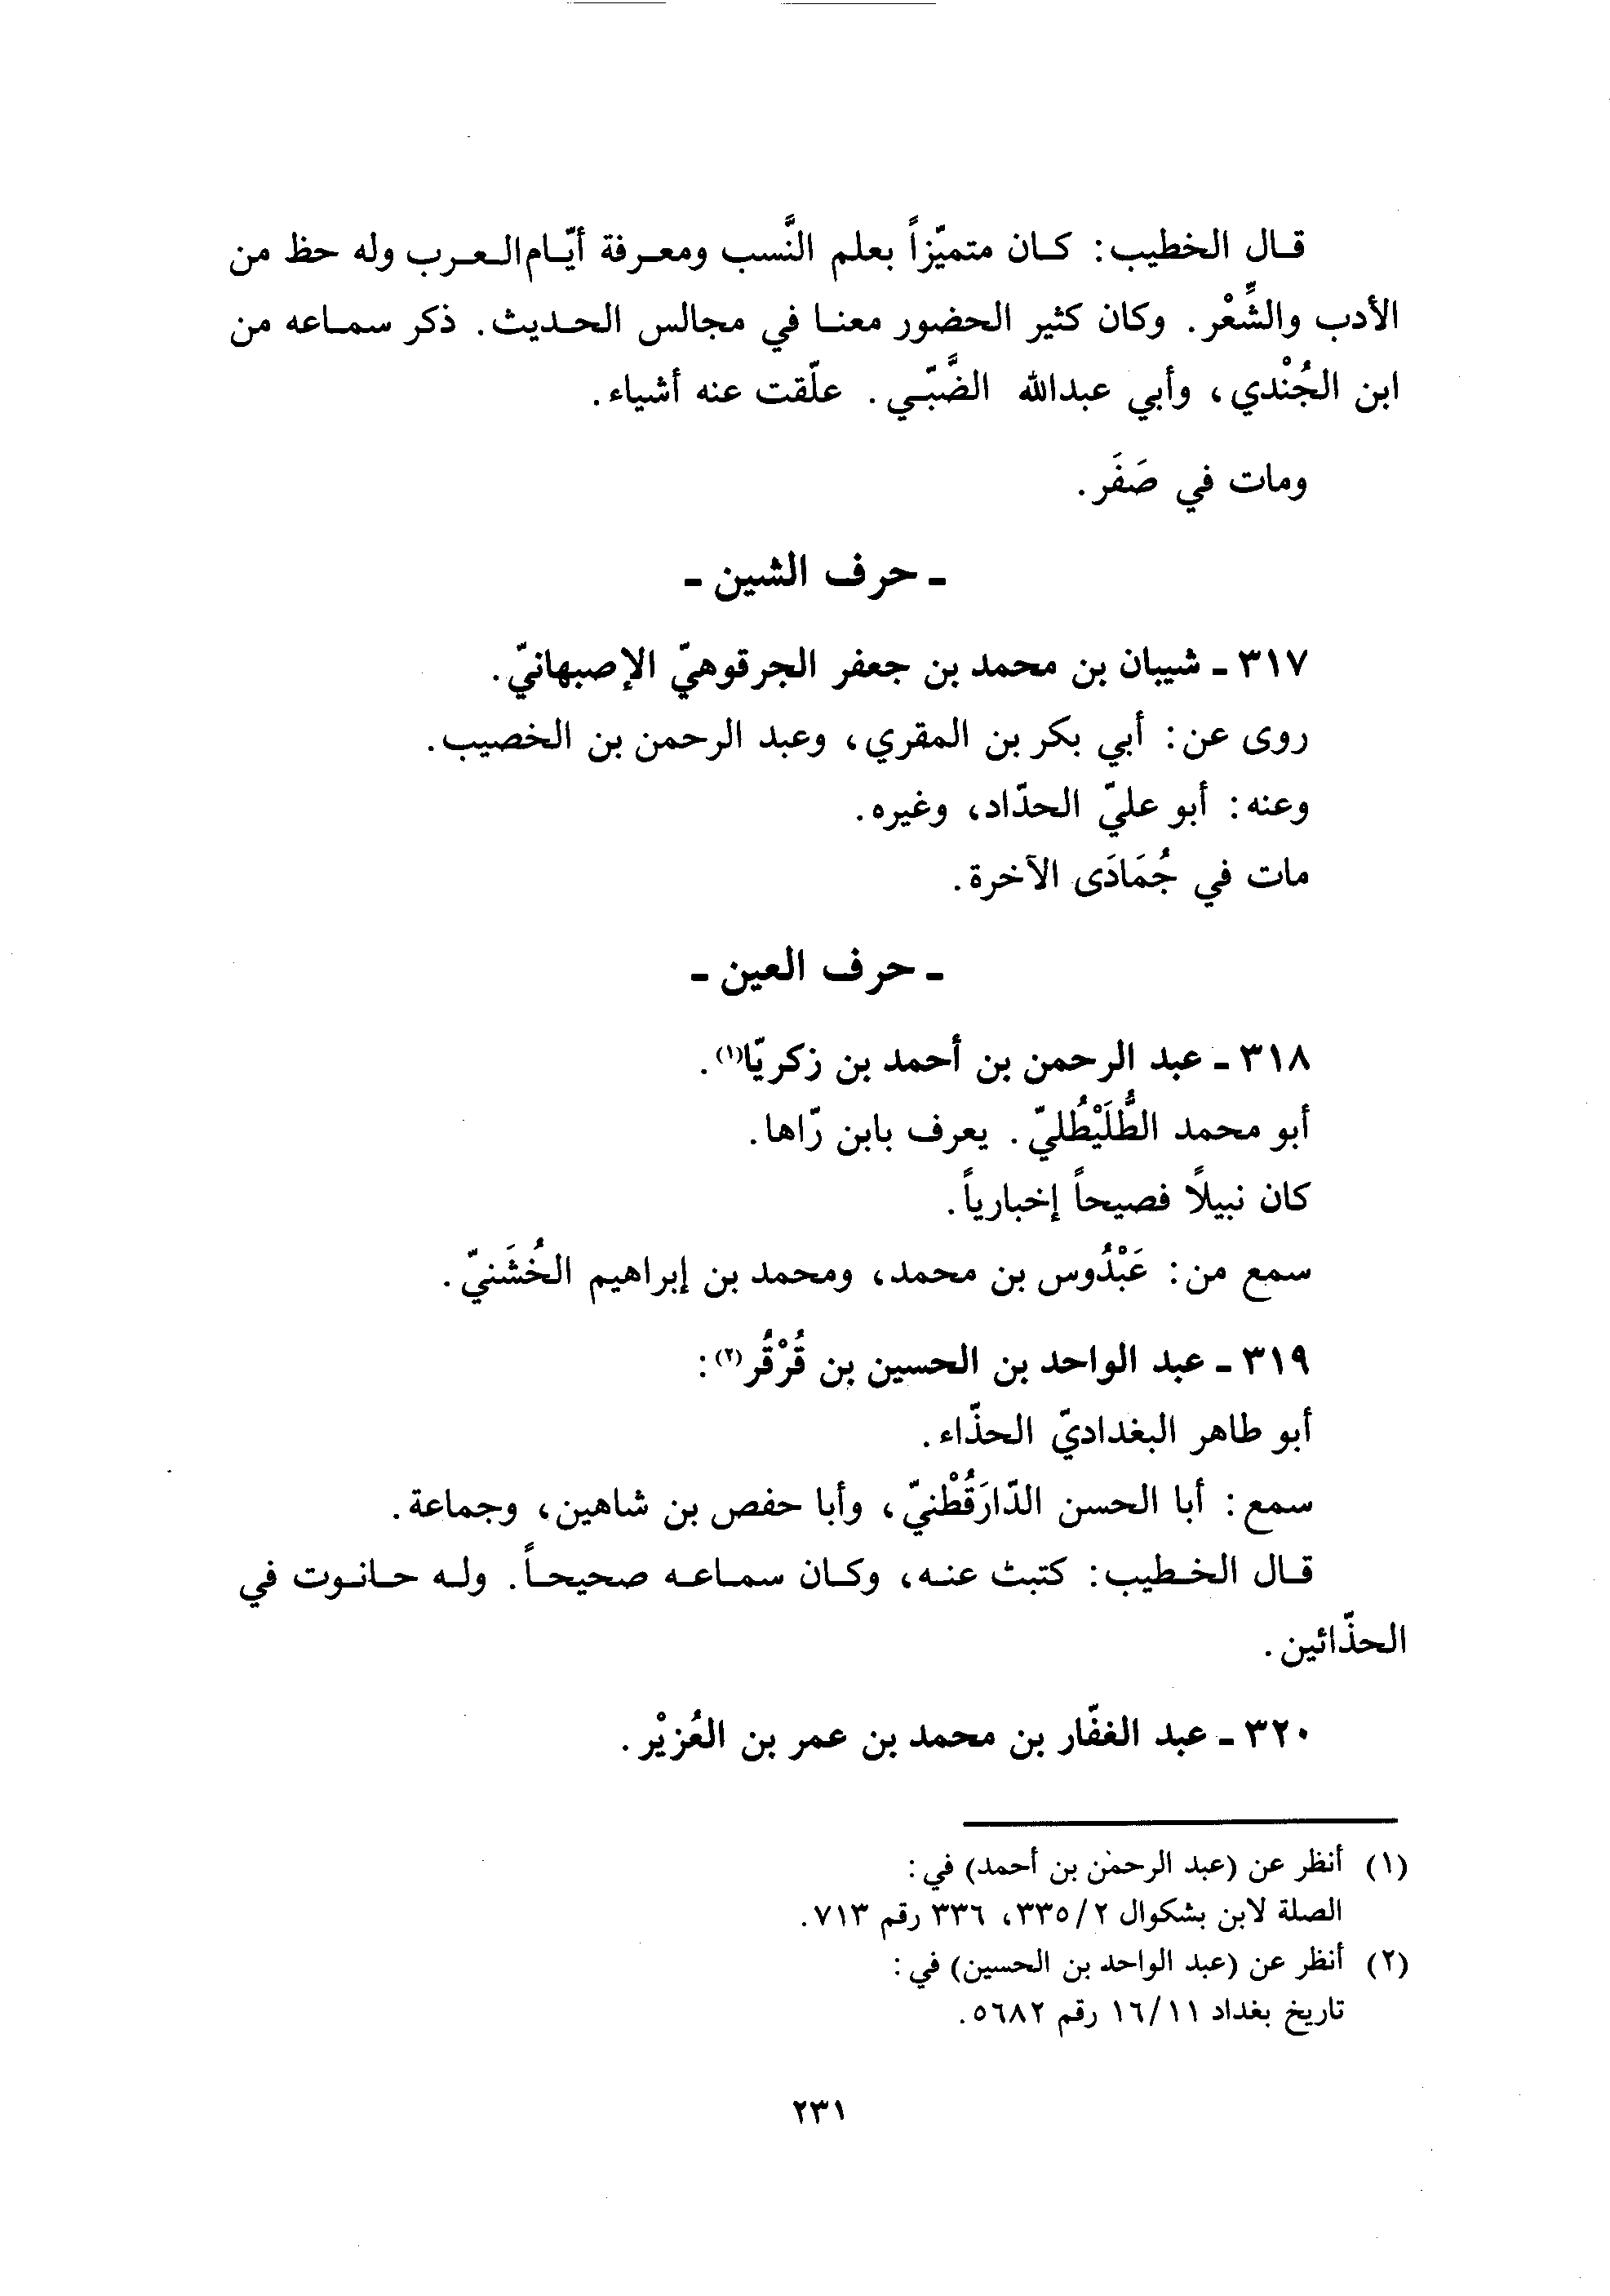 قال الخطيب: كان متميّزاً بعلم النَّسب ومعرفة أيّام العرب وله حظ من
الأدب والشِّعْر. وكان كثير الحضور معنا في مجالس الحديث. ذكر سماعه من
ابن الجُنْدي، وأبي عبدالله الضَّبّي. علّقت عنه أشياء.
ومات في صَفَر.
ـ حرف الشين ـ
٣١٧ ـ شيبان بن محمد بن جعفر الجرقوهيّ الإصبهانيّ.
روى عن: أبي بكر بن المقري، وعبد الرحمن بن الخصيب.
وعنه: أبو عليّ الحدّاد، وغيره.
مات في جُمَادَى الآخرة.
ـ حرف العين ـ
٣١٨ ـ عبد الرحمن بن أحمد بن زكريّا(١).
أبو محمد الطُّلَيْطُليّ. يعرف بابن زّاها.
كان نبيلاً فصيحاً إخبارياً.
سمع من: عَبْدُوس بن محمد، ومحمد بن إبراهيم الخُشَنيّ.
٣١٩ ـ عبد الواحد بن الحسين بن قُرْقُر(٢):
أبو طاهر البغداديّ الحذّاء.
سمع: أبا الحسن الدّارَقُطْنيّ، وأبا حفص بن شاهين، وجماعة.
قال الخطيب: كتبت عنه، وكان سماعه صحيحاً. وله حانوت في
الحذّائين.
٣٢٠ ـ عبد الغفّار بن محمد بن عمر بن العُزيْر.
(١) أنظر عن (عبد الرحمن بن أحمد) في:
الصلة لابن بشكوال ٢/ ٣٣٥، ٣٣٦ رقم ٧١٣.
(٢) أنظر عن (عبد الواحد بن الحسين) في:
تاريخ بغداد ١٦/١١ رقم ٥٦٨٢.
٢٣١